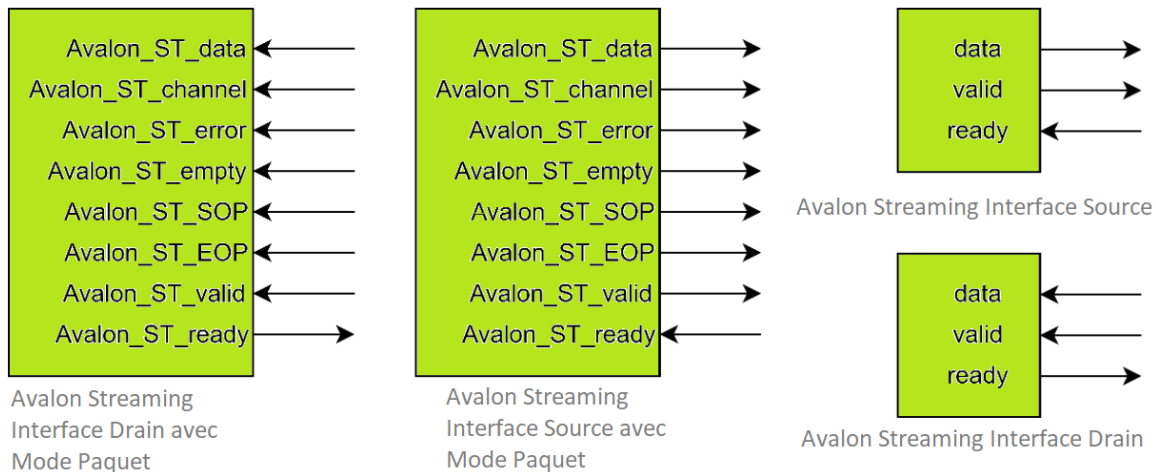 Avalon_ST_data
Avalon_ST_channel
Avalon_ST_error
Avalon_ST_empty
Avalon_ST_SOP
Avalon_ST_EOP
Avalon_ST_valid
Avalon_ST_ready
Avalon Streaming
Interface Drain avec
Mode Paquet
Avalon_ST_data
Avalon_ST_channel
Avalon_ST_error
Avalon_ST_empty
Avalon_ST_SOP
Avalon_ST_EOP
Avalon_ST_valid
Avalon_ST_ready
Avalon Streaming
Interface Source avec
Mode Paquet
data
valid
ready
Avalon Streaming Interface Source
data
valid
ready
Avalon Streaming Interface Drain